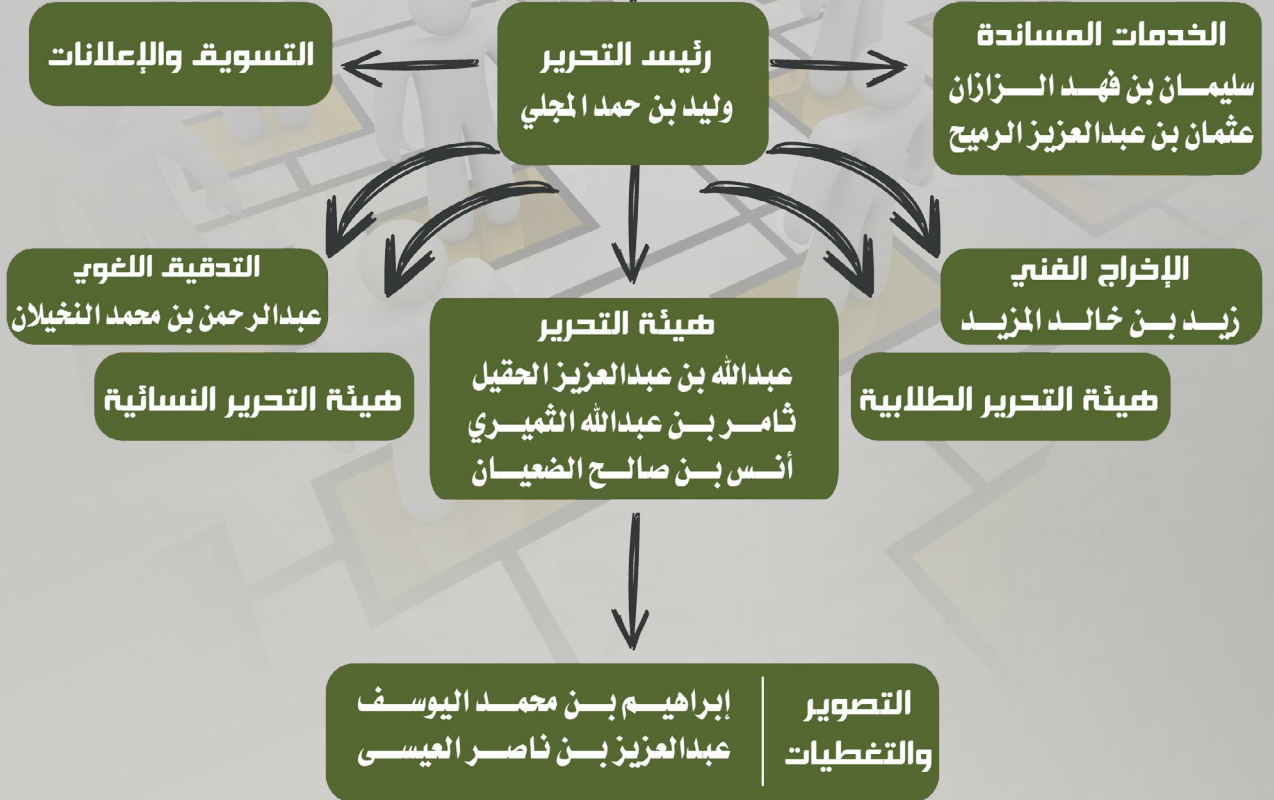 الخدمات المساندة
سليمان بن فهد الزازان
عثمان بن عبدالعزيز الرميح
رئيس التحرير
وليد بن حمد المجلي
التسويق والإعلانات
الإخراج الفني
زيد بن خالد المزيد
التدقيق اللغوي
عبدالرحمن بن محمد النخيلان
هيئة التحرير الطلابية
هيئة التحرير
عبدالله بن عبدالعزيز الحقيل
ثامر بن عبدالله الثميري
أنس بن صالح الضعيان
هيئة التحرير النسائية
التصوير
والتغطيات
إبراهيم بن محمد اليوسف
عبدالعزيز بن ناصر العيسى